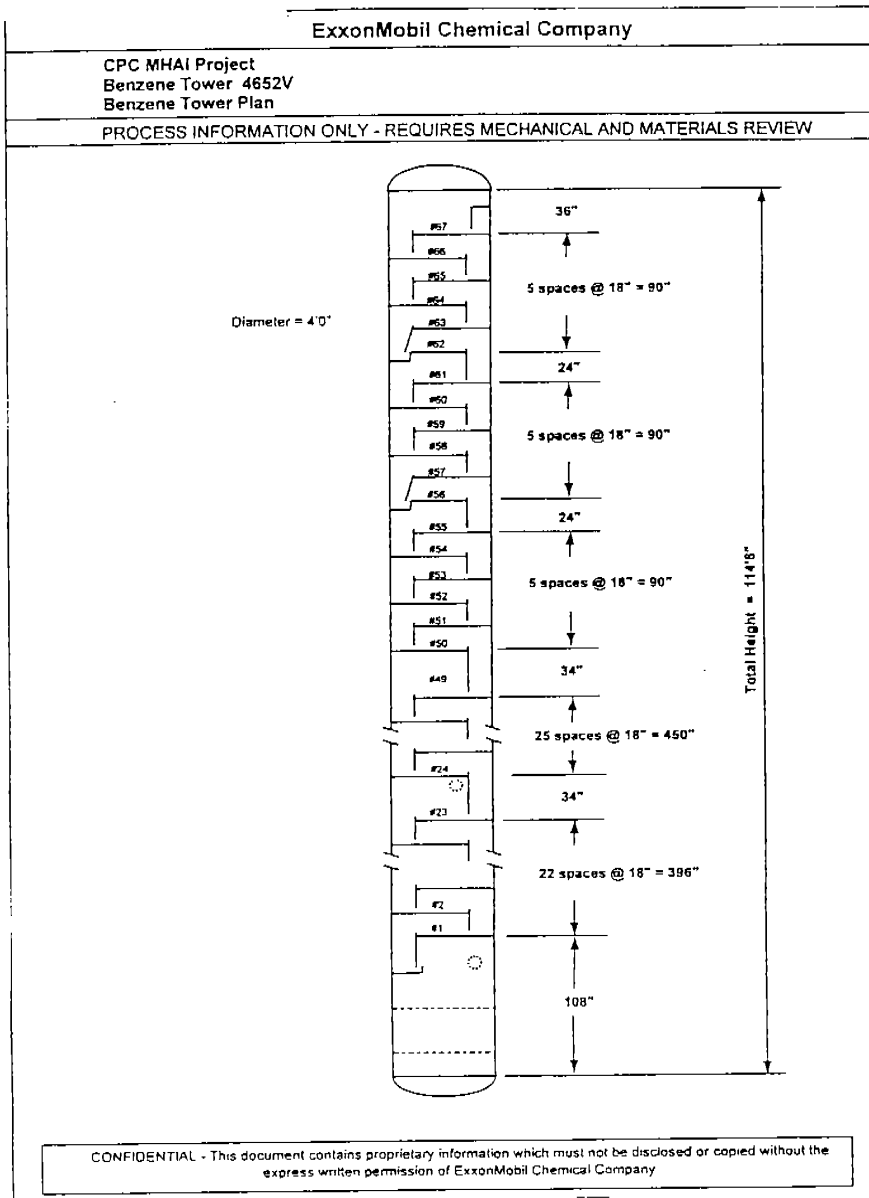 ExxonMobil Chemical Company
CPC MHAI Project
Benzene Tower 4652V
Benzene Tower Plan
PROCESS INFORMATION ONLY - REQUIRES MECHANICAL AND MATERIALS REVIEW
36"
#67
#66
#65
5 spaces @ 18" = 90"
#64
Diameter = 4'0"
#63
#62
24"
#61
#60
#59
5 spaces @ 18" = 90"
#58
#57
#56
24"
#55
#54
#53
5 spaces @ 18" = 90"
#52
#51
#50
34"
#49
Total Height = 114'6"
25 spaces @ 18" = 450"
#24
34"
#23
22 spaces @ 18" = 396"
#2
#1
108"
CONFIDENTIAL - This document contains proprietary information which must not be disclosed or copied without the
express written permission of ExxonMobil Chemical Company